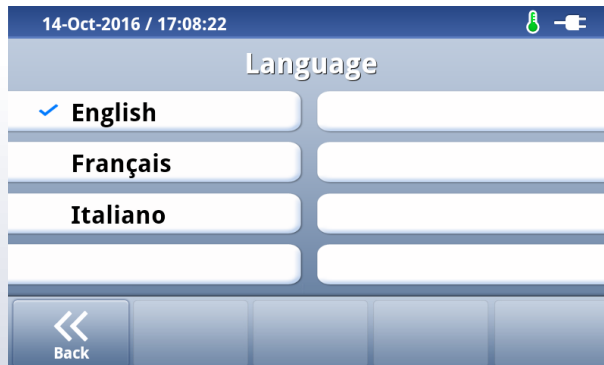 14-Oct-2016 / 17:08:22
Language
English
Français
Italiano
Back